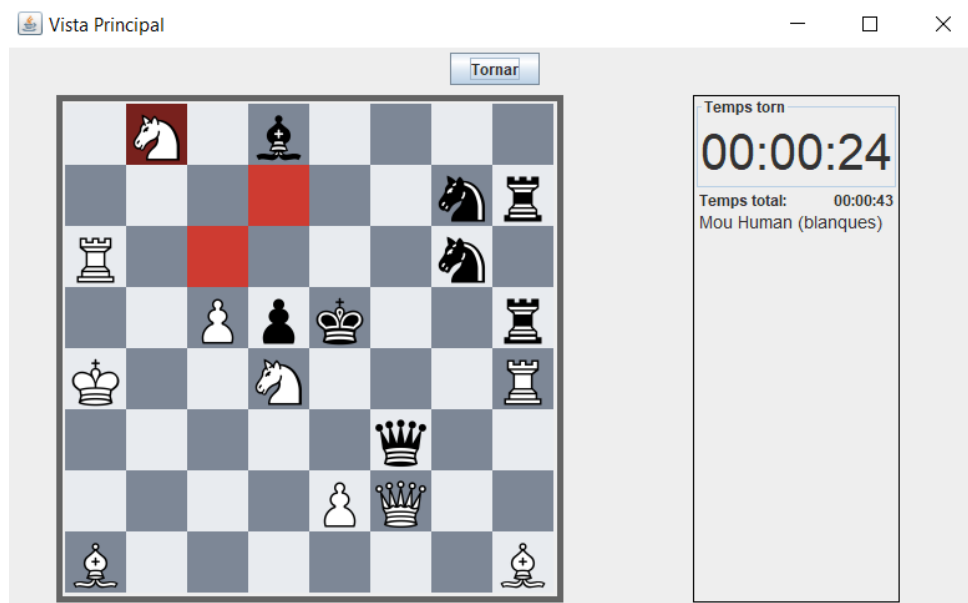 Vista Principal
Tornar
Temps torn
00:00:24
Temps total: 00:00:43
Mou Human (blanques)